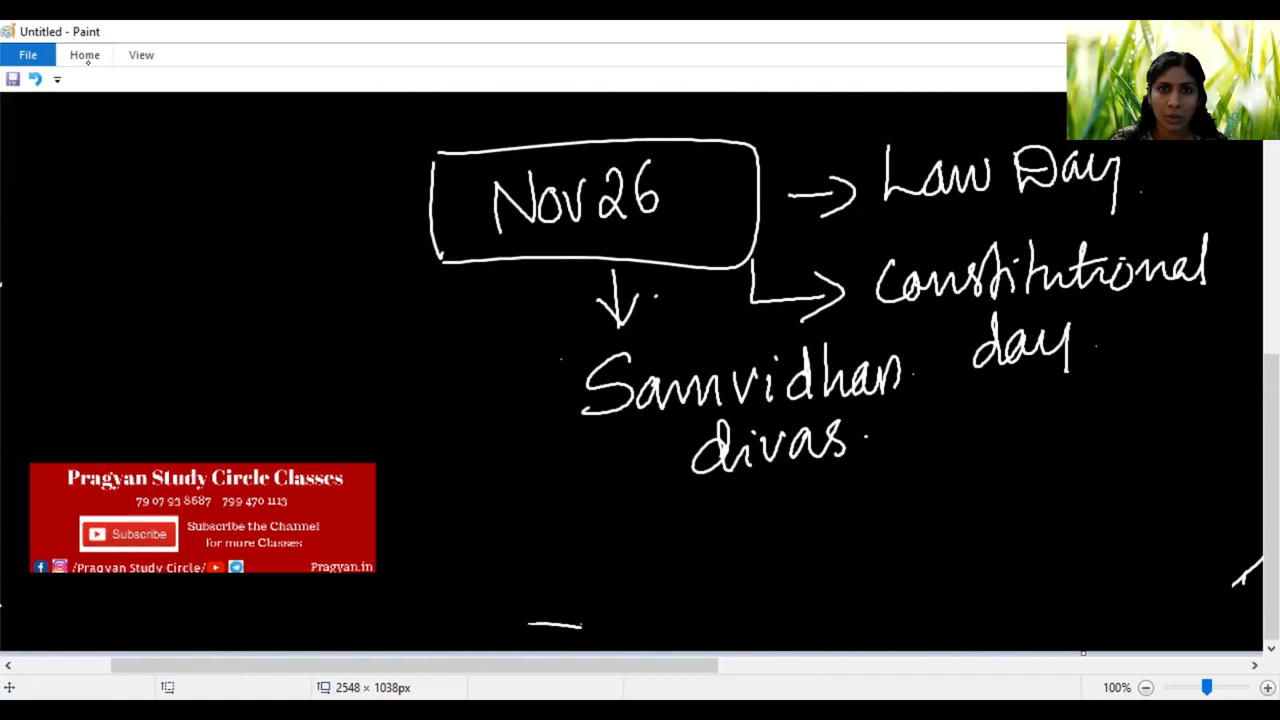 Untitled - Paint
File Home View
Nov 26 → Law Day
Constitutional
day
Samvidhan
divas
Pragyan Study Circle Classes
79 07 93 8687 799 470 1113
Subscribe Subscribe the Channel
for more Classes
/Pragyan Study Circle/ Pragyan.in
2548 × 1038px 100%